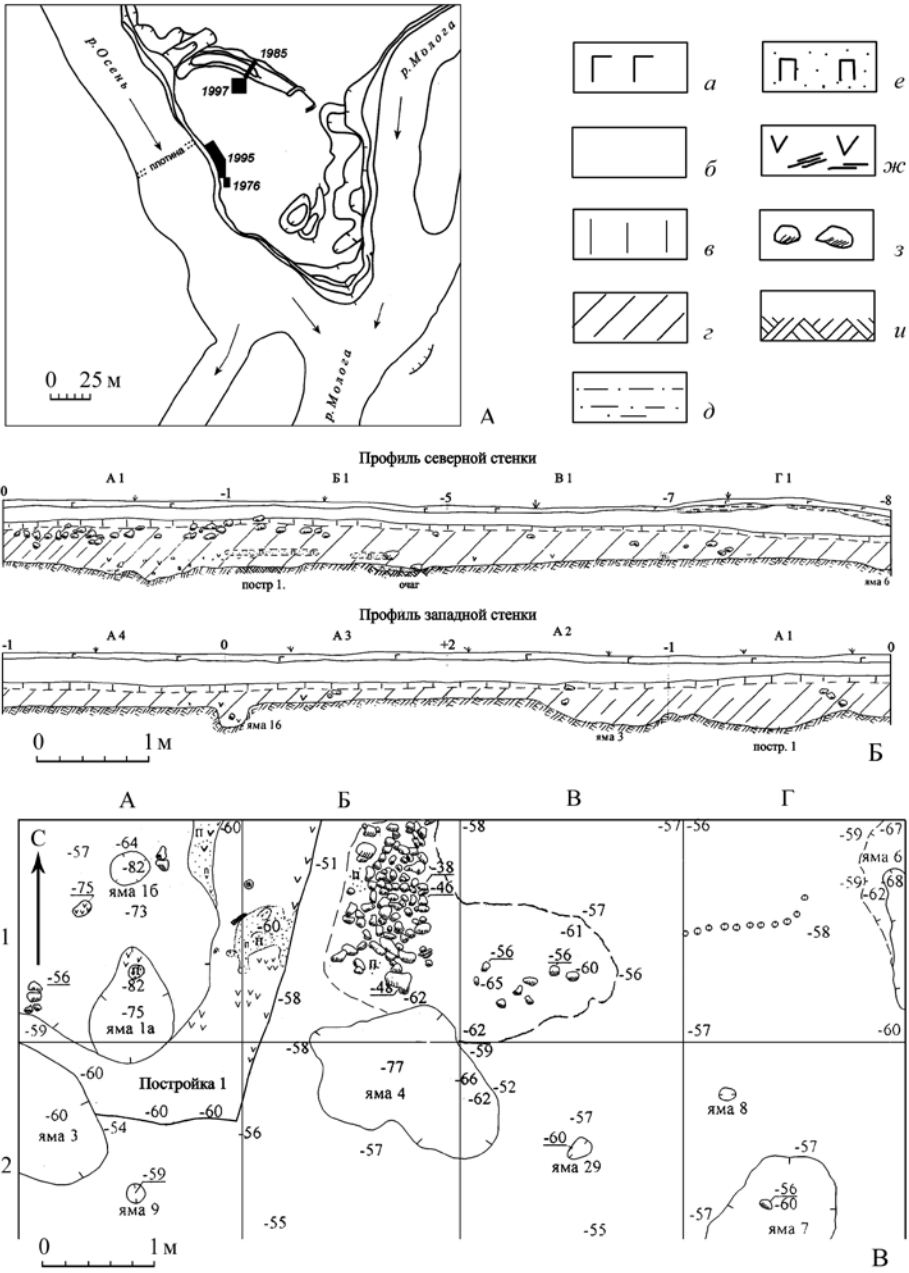 р. Осень
р. Молога
1985
1997
плотина
1995
1976
р. Молога
0 25 м
А
а
б
в
г
д
е
ж
з
и
Профиль северной стенки
0 А 1 -1 Б 1 -5 В 1 -7 Г 1 -8
постр 1.
очаг
яма 6
Профиль западной стенки
-1 А 4 0 А 3 +2 А 2 -1 А 1 0
яма 16
яма 3
постр. 1
0 1 м
Б
А Б В Г
С
1
2
-57
-64
-82
яма 1б
-75
-73
-56
-59
п
-82
-75
яма 1а
-60
п
-60
н
-58
-51
п
-38
-46
п
-48
-62
-58
-57
-57
-61
-56
-56
-60
-65
-56
-62
-56
-59
-67
яма 6
-59
-62
-68
-58
-57
-60
-60
Постройка 1
-60
яма 3
-54
-60
-60
-59
яма 9
-58
-56
-77
яма 4
-57
-55
-59
-66
-62
-52
-57
-60
яма 29
-55
яма 8
-57
-56
-60
-57
яма 7
0 1 м
В